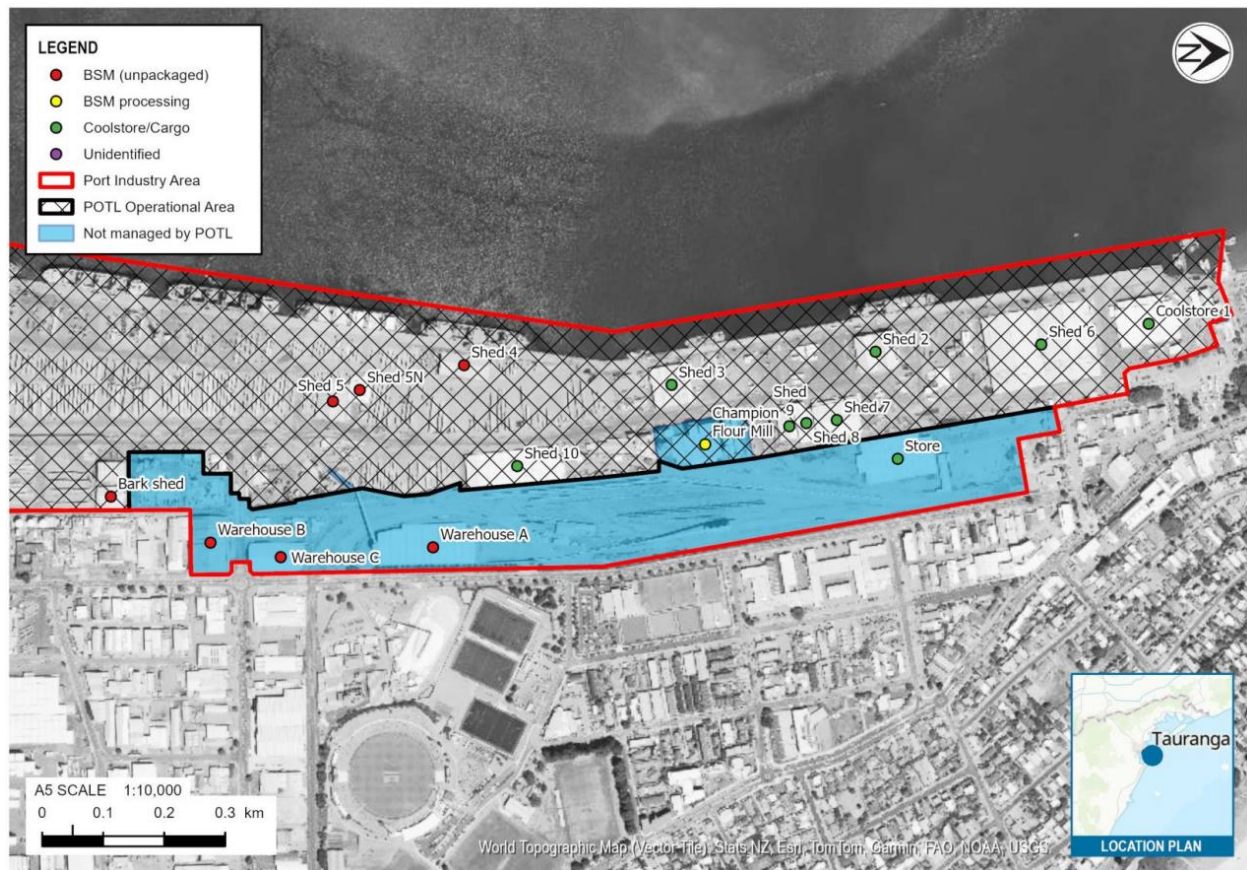 LEGEND
BSM (unpackaged)
BSM processing
Coolstore/Cargo
Unidentified
Port Industry Area
POTL Operational Area
Not managed by POTL
N
Coolstore 1
Shed 6
Shed 2
Shed 4
Shed 3
Shed 5N
Shed 5
Shed
9
Shed 7
Shed 8
Champion
Flour Mill
Store
Shed 10
Bark shed
Warehouse B
Warehouse A
Warehouse C
Tauranga
LOCATION PLAN
A5 SCALE 1:10,000
0 0.1 0.2 0.3 km
World Topographic Map (Vector Tile): Stats NZ, Esri, TomTom, Garmin, FAO, NOAA, USGS